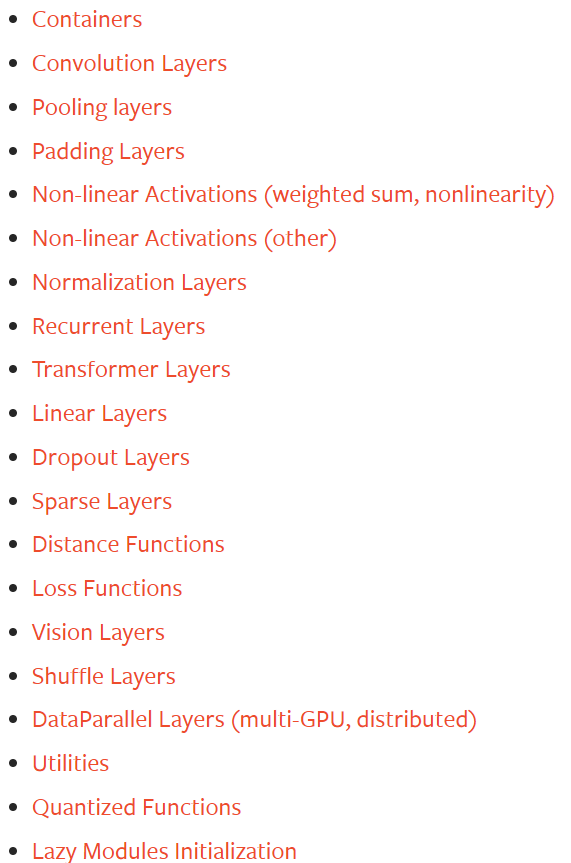 Containers
Convolution Layers
Pooling layers
Padding Layers
Non-linear Activations (weighted sum, nonlinearity)
Non-linear Activations (other)
Normalization Layers
Recurrent Layers
Transformer Layers
Linear Layers
Dropout Layers
Sparse Layers
Distance Functions
Loss Functions
Vision Layers
Shuffle Layers
DataParallel Layers (multi-GPU, distributed)
Utilities
Quantized Functions
Lazy Modules Initialization